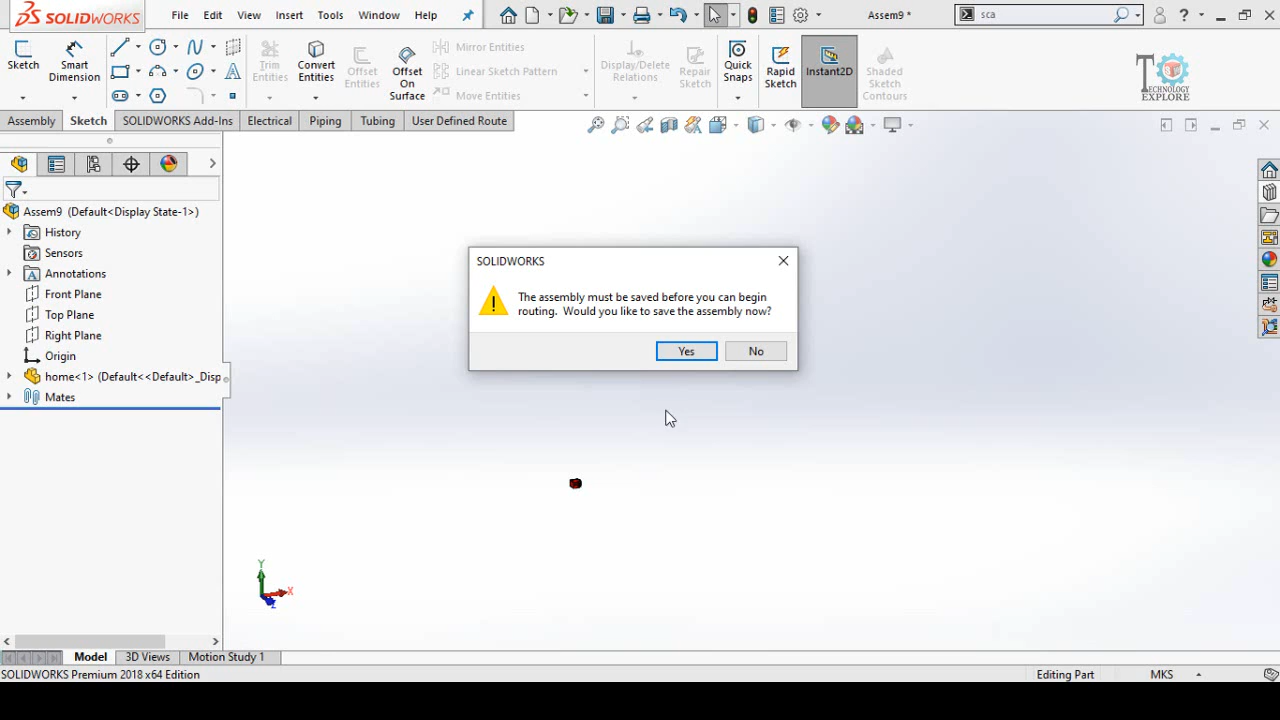 SOLIDWORKS
File
Edit
View
Insert
Tools
Window
Help
Assem9 *
sca
?
Sketch
Smart
Dimension
Trim
Entities
Convert
Entities
Offset
Entities
Offset
On
Surface
Mirror Entities
Linear Sketch Pattern
Move Entities
Display/Delete
Relations
Repair
Sketch
Quick
Snaps
Rapid
Sketch
Instant2D
Shaded
Sketch
Contours
TECHNOLOGY
EXPLORE
Assembly
Sketch
SOLIDWORKS Add-Ins
Electrical
Piping
Tubing
User Defined Route
Assem9 (Default<Display State-1>)
History
Sensors
Annotations
Front Plane
Top Plane
Right Plane
Origin
home<1> (Default<<Default>_Disp
Mates
SOLIDWORKS
The assembly must be saved before you can begin
routing. Would you like to save the assembly now?
Yes
No
Y
X
Z
Model
3D Views
Motion Study 1
SOLIDWORKS Premium 2018 x64 Edition
Editing Part
MKS